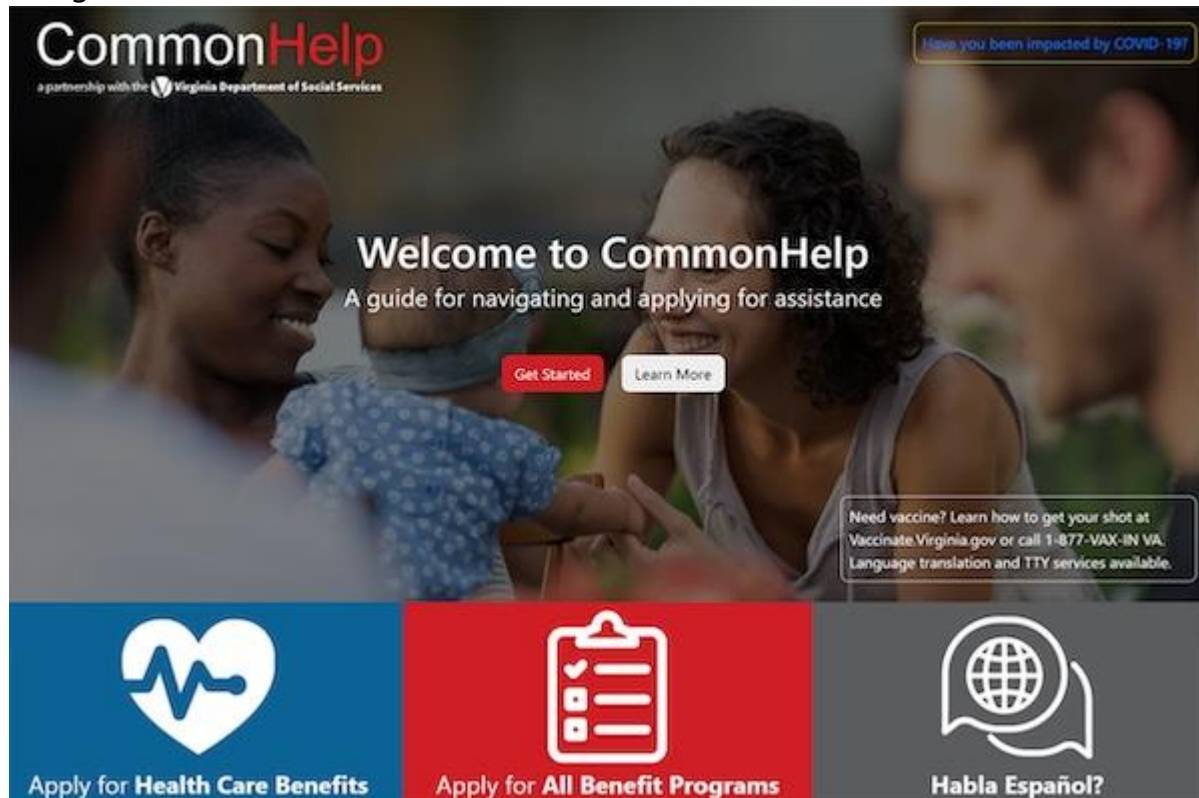 CommonHelp
a partnership with the Virginia Department of Social Services
Have you been impacted by COVID-19?
Welcome to CommonHelp
A guide for navigating and applying for assistance
Get Started
Learn More
Need vaccine? Learn how to get your shot at
Vaccinate.Virginia.gov or call 1-877-VAX-IN VA.
Language translation and TTY services available.
Apply for Health Care Benefits
Apply for All Benefit Programs
Habla Español?